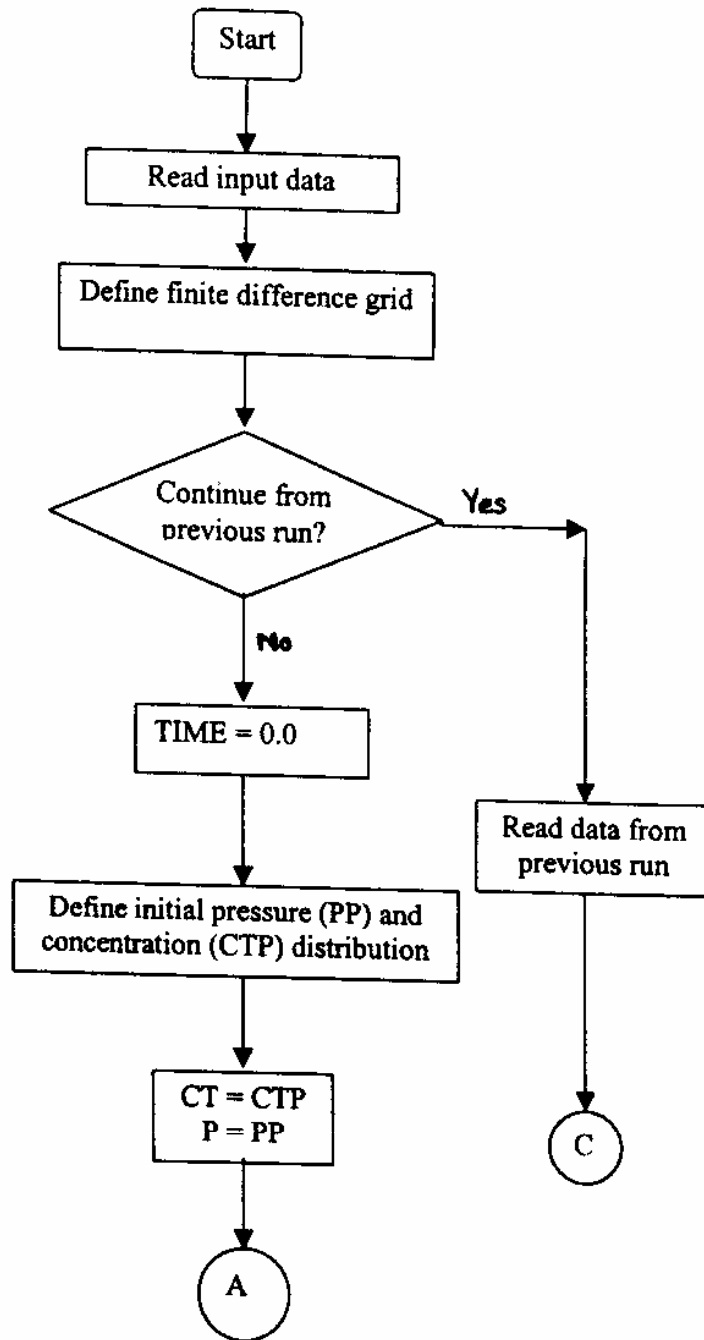 Start
Read input data
Define finite difference grid
Continue from
previous run?
Yes
No
TIME = 0.0
Read data from
previous run
Define initial pressure (PP) and
concentration (CTP) distribution
CT = CTP
P = PP
C
A